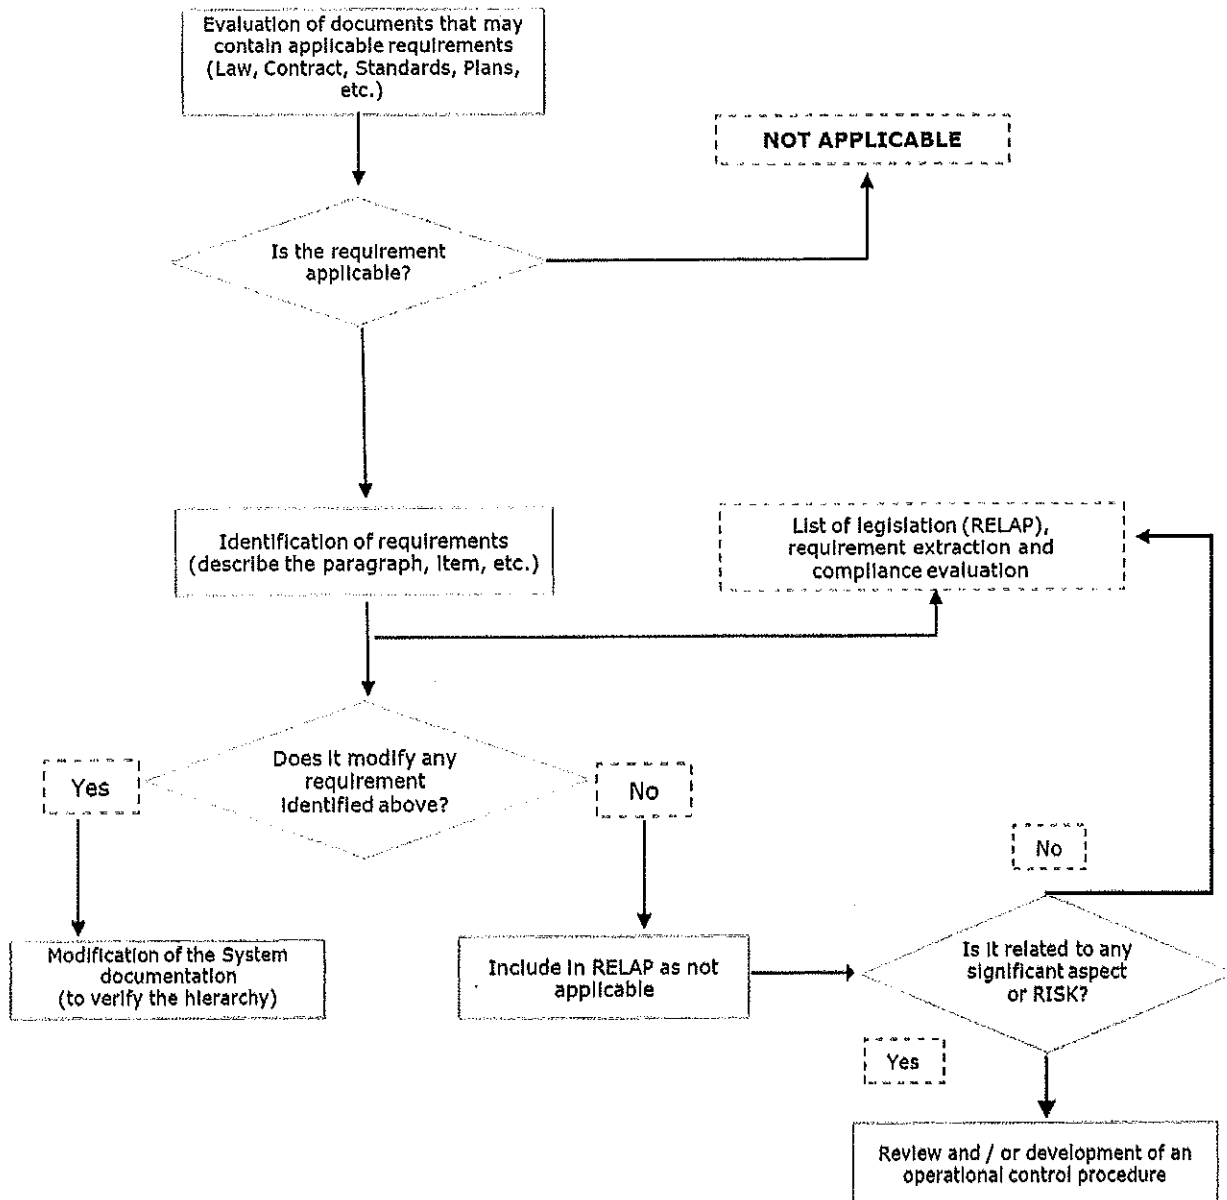 Evaluation of documents that may
contain applicable requirements
(Law, Contract, Standards, Plans,
etc.)
NOT APPLICABLE
Is the requirement
applicable?
Identification of requirements
(describe the paragraph, item, etc.)
List of legislation (RELAP),
requirement extraction and
compliance evaluation
Does it modify any
requirement
identified above?
Yes
No
No
Modification of the System
documentation
(to verify the hierarchy)
Include in RELAP as not
applicable
Is it related to any
significant aspect
or RISK?
Yes
Review and / or development of an
operational control procedure